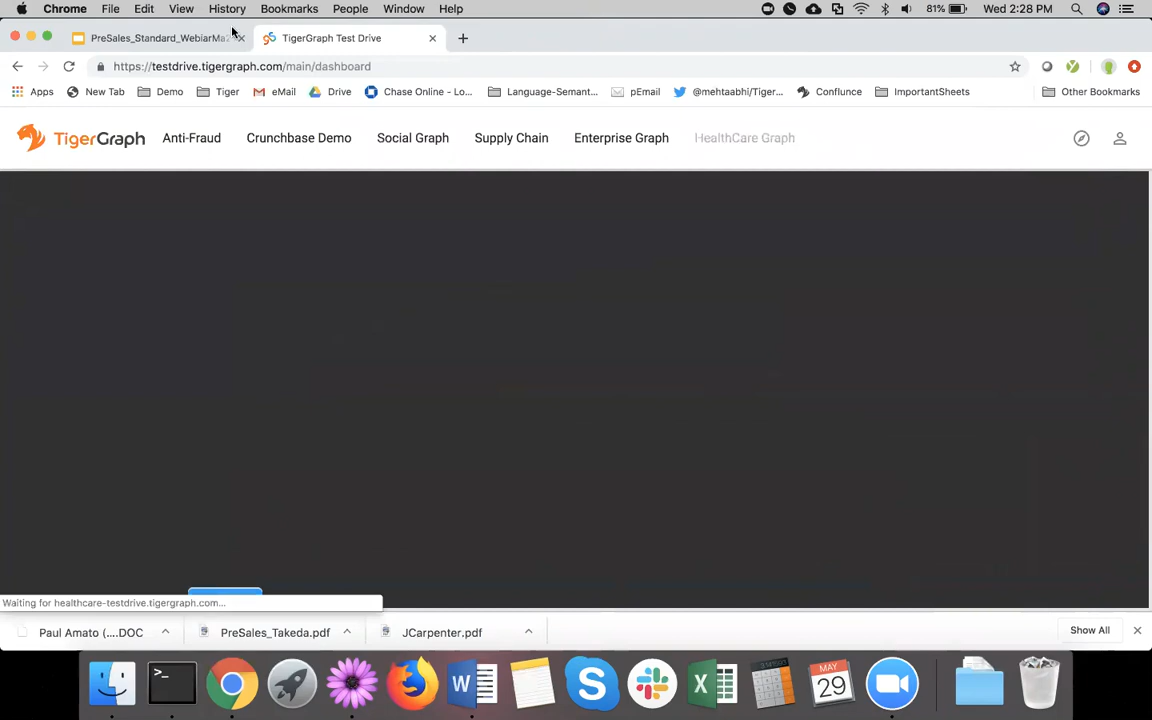 Chrome File Edit View History Bookmarks People Window Help 81% Wed 2:28 PM
PreSales_Standard_WebiarMa TigerGraph Test Drive
https://testdrive.tigergraph.com/main/dashboard
Apps New Tab Demo Tiger eMail Drive Chase Online - Lo... Language-Semant... pEmail @mehtaabhi/Tiger... Conflunce ImportantSheets Other Bookmarks
TigerGraph Anti-Fraud Crunchbase Demo Social Graph Supply Chain Enterprise Graph HealthCare Graph
Waiting for healthcare-testdrive.tigergraph.com...
Paul Amato (....DOC PreSales_Takeda.pdf JCarpenter.pdf Show All
MAY
29